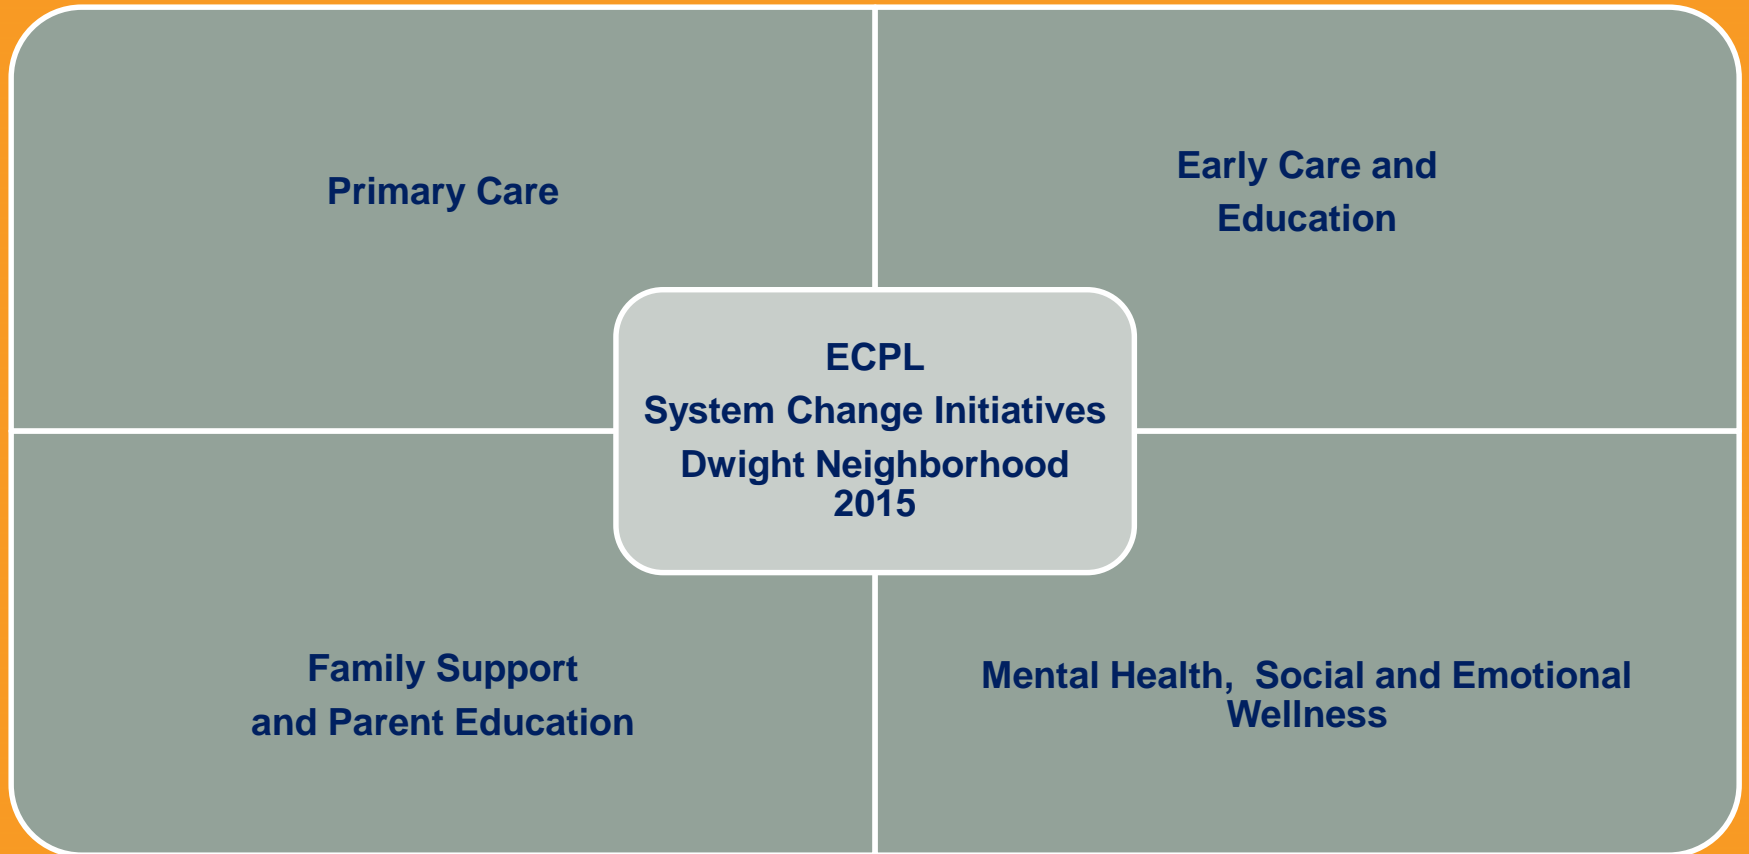 Primary Care
Early Care and
Education
ECPL
System Change Initiatives
Dwight Neighborhood
2015
Family Support
and Parent Education
Mental Health,  Social and Emotional
Wellness